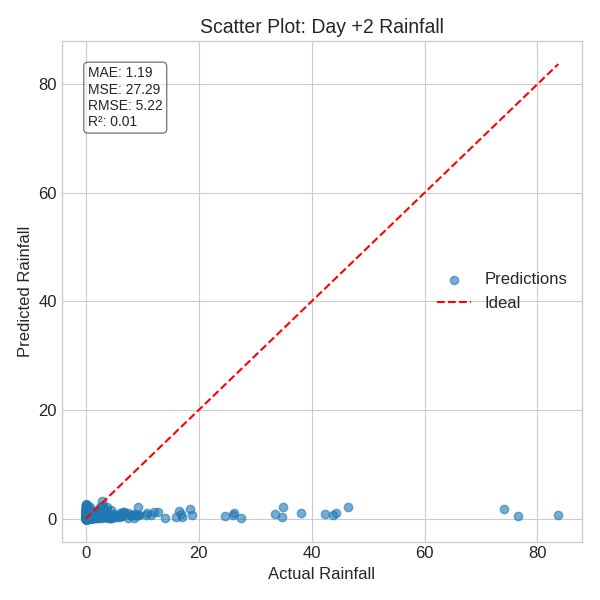 Scatter Plot: Day +2 Rainfall
MAE: 1.19
MSE: 27.29
RMSE: 5.22
R²: 0.01
80
60
40
20
0
Predicted Rainfall
Predictions
Ideal
0 20 40 60 80
Actual Rainfall